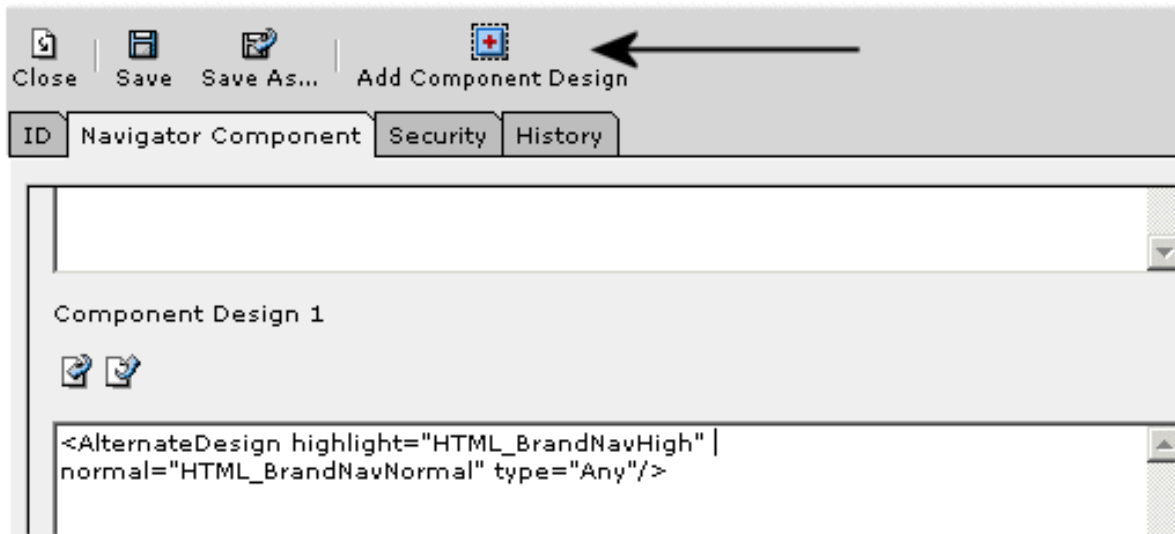 Close Save Save As... Add Component Design
ID Navigator Component Security History
Component Design 1
<AlternateDesign highlight="HTML_BrandNavHigh"
normal="HTML_BrandNavNormal" type="Any"/>